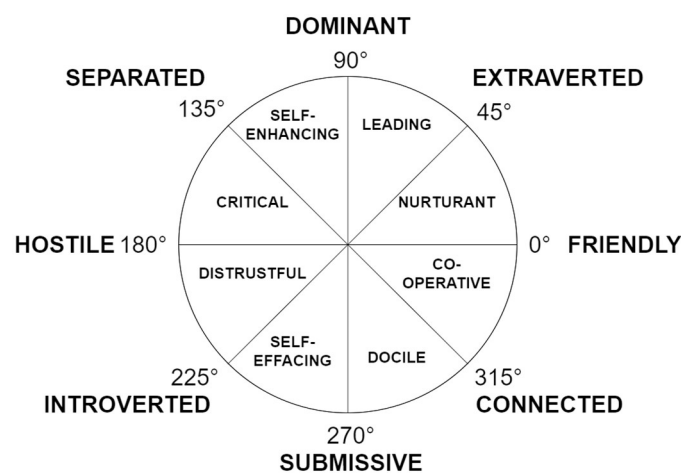 DOMINANT
90°
SEPARATED
EXTRAVERTED
135°
45°
SELF-
ENHANCING
LEADING
CRITICAL
NURTURANT
HOSTILE 180°
0° FRIENDLY
DISTRUSTFUL
CO-
OPERATIVE
SELF-
EFFACING
DOCILE
225°
315°
INTROVERTED
CONNECTED
270°
SUBMISSIVE